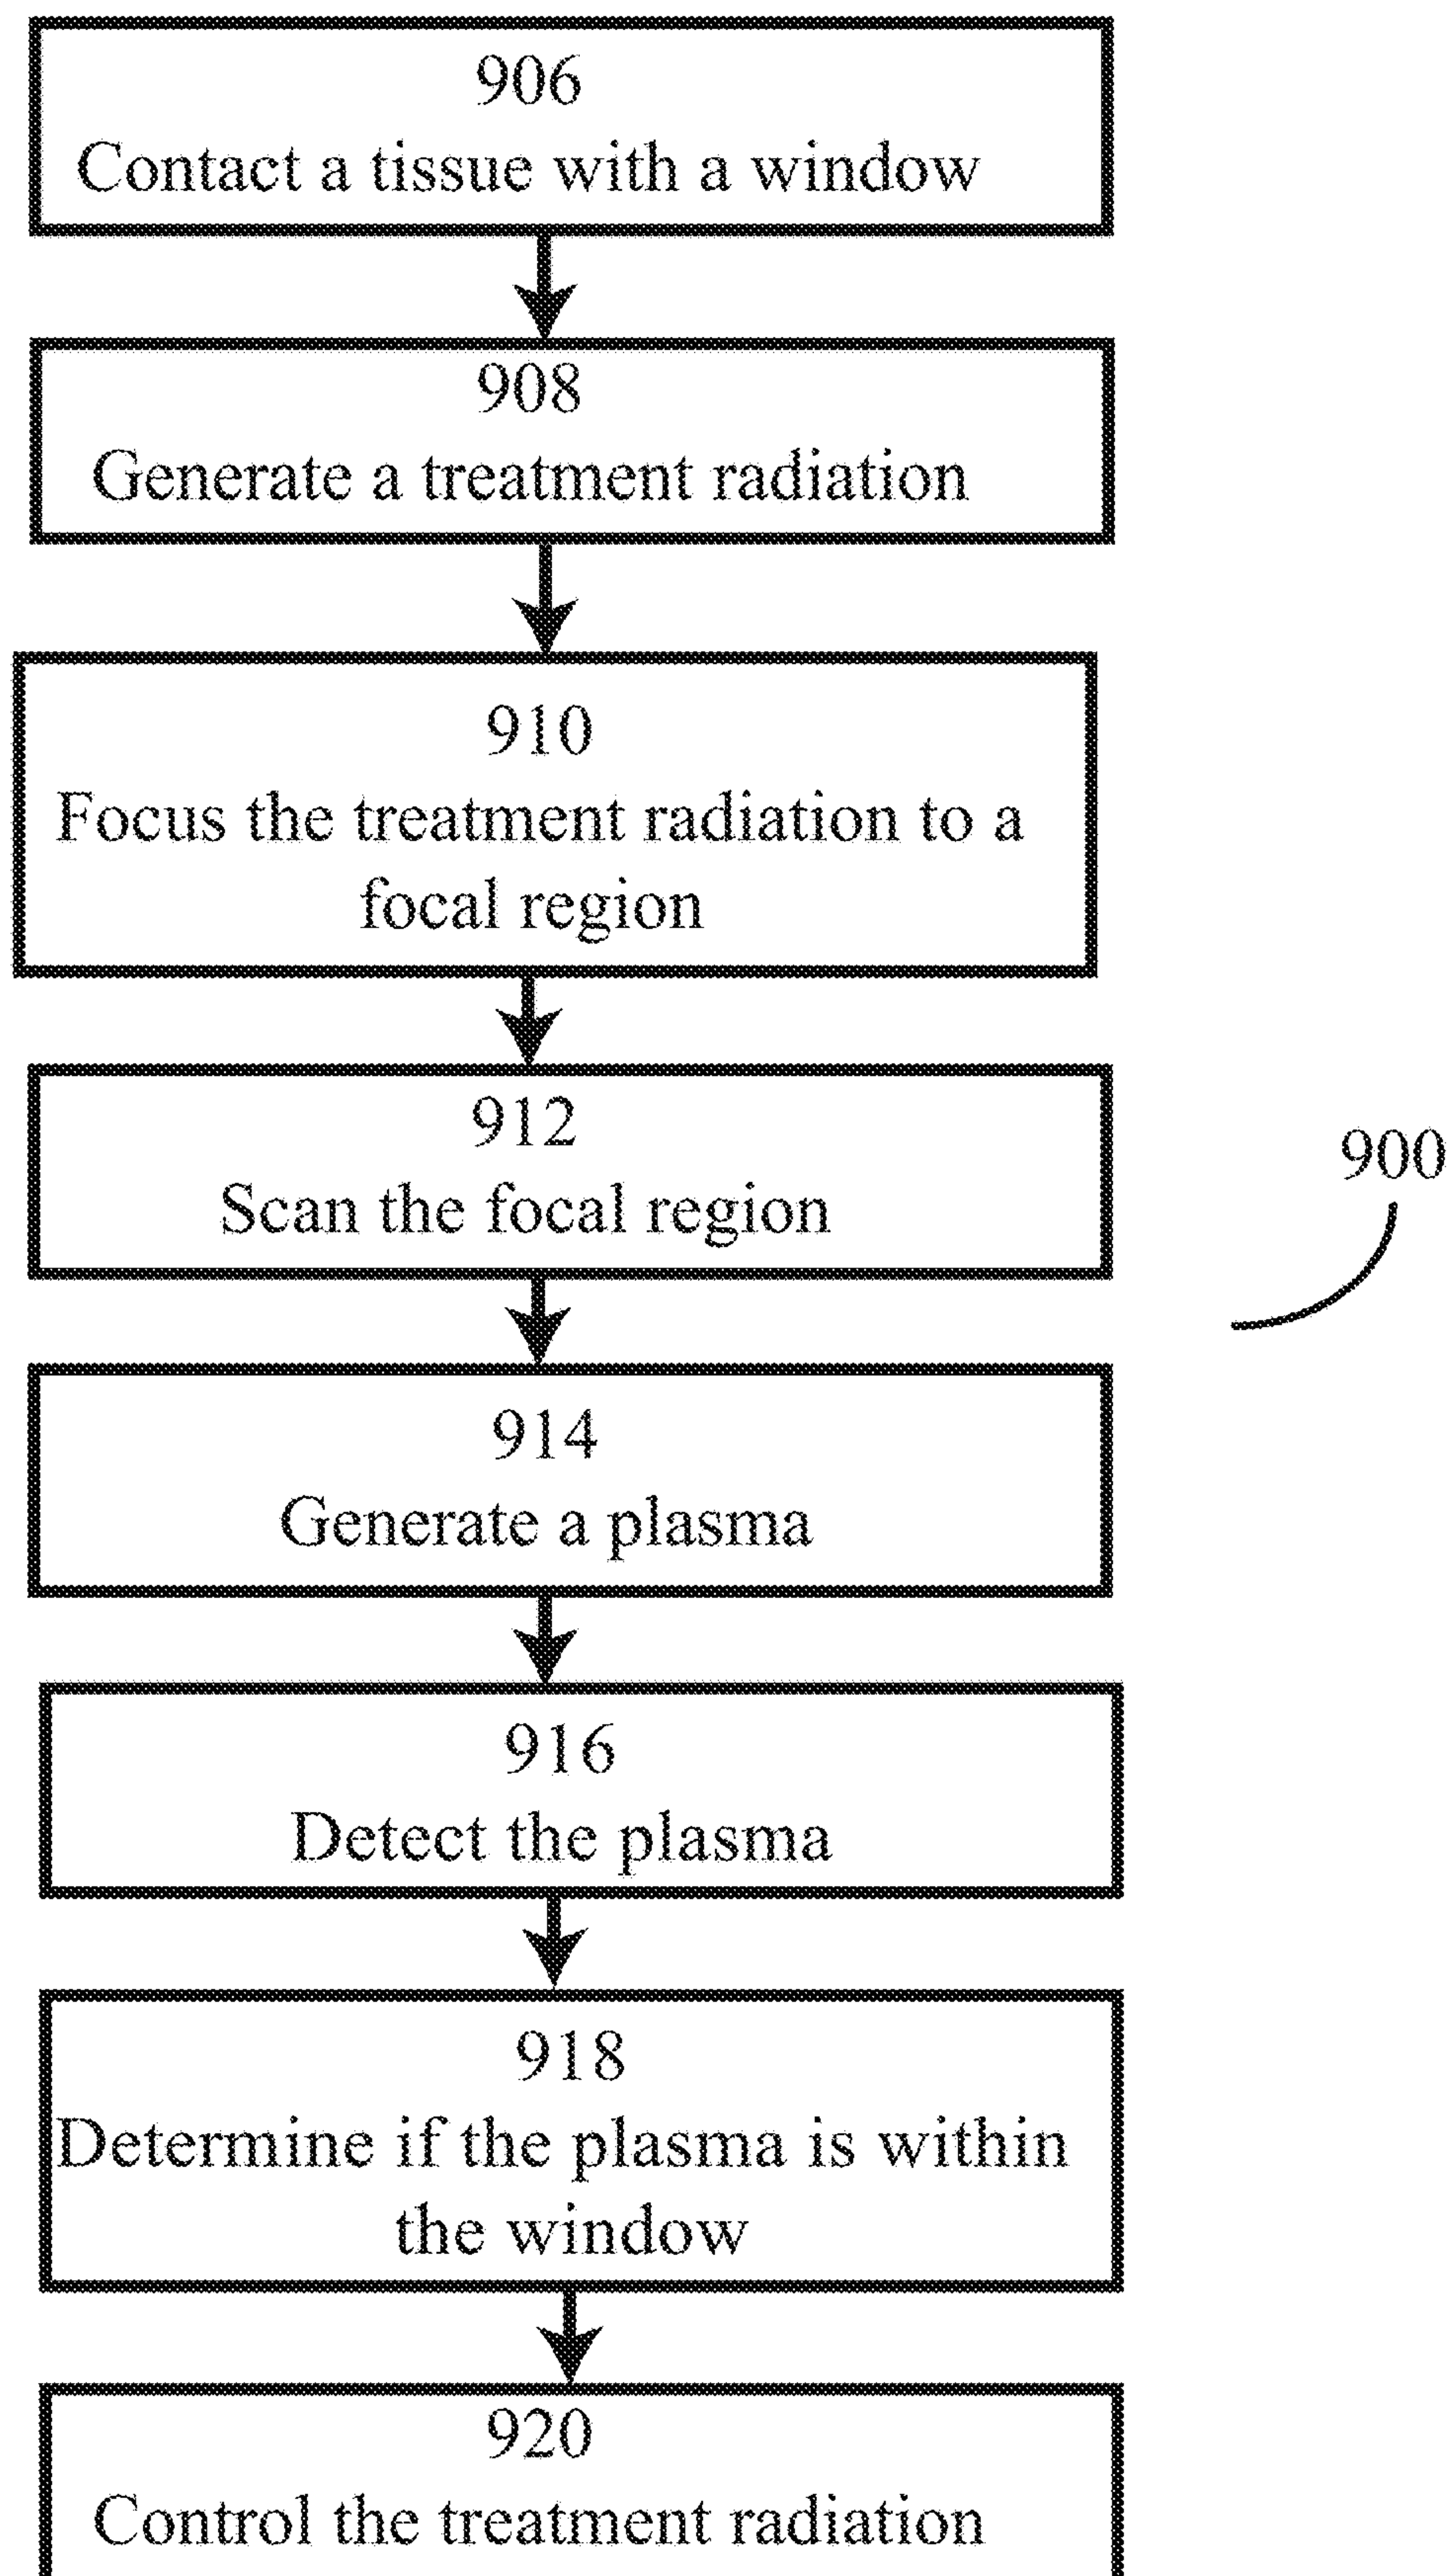 906
Contact a tissue with a window
908
Generate a treatment radiation
910
Focus the treatment radiation to a
focal region
912
Scan the focal region
900
914
Generate a plasma
916
Detect the plasma
918
Determine if the plasma is within
the window
920
Control the treatment radiation